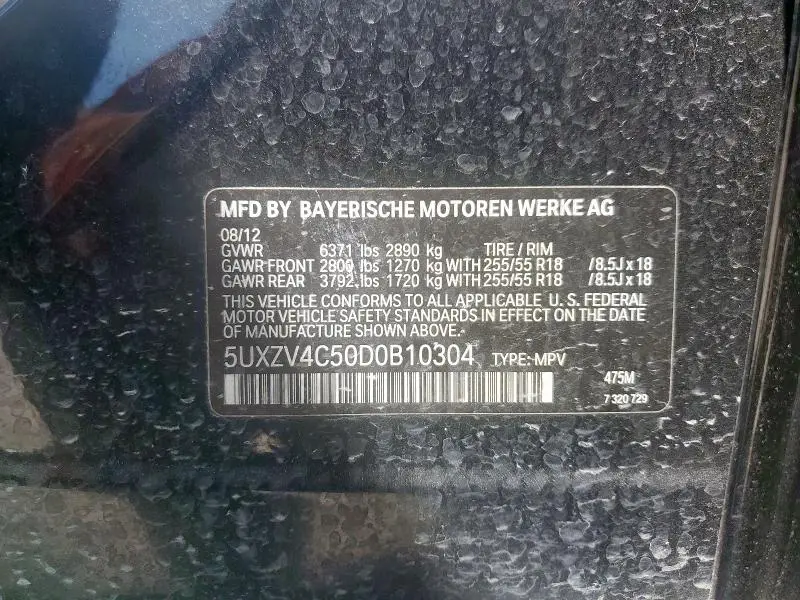 MFD BY BAYERISCHE MOTOREN WERKE AG
08/12
GVWR 6371 lbs 2890 kg TIRE / RIM
GAWR FRONT 2800 lbs 1270 kg WITH 255/55 R18 /8.5J x 18
GAWR REAR 3792 lbs 1720 kg WITH 255/55 R18 /8.5J x 18
THIS VEHICLE CONFORMS TO ALL APPLICABLE U. S. FEDERAL
MOTOR VEHICLE SAFETY STANDARDS IN EFFECT ON THE DATE
OF MANUFACTURE SHOWN ABOVE.
5UXZV4C50D0B10304 TYPE: MPV
475M
7 320 729